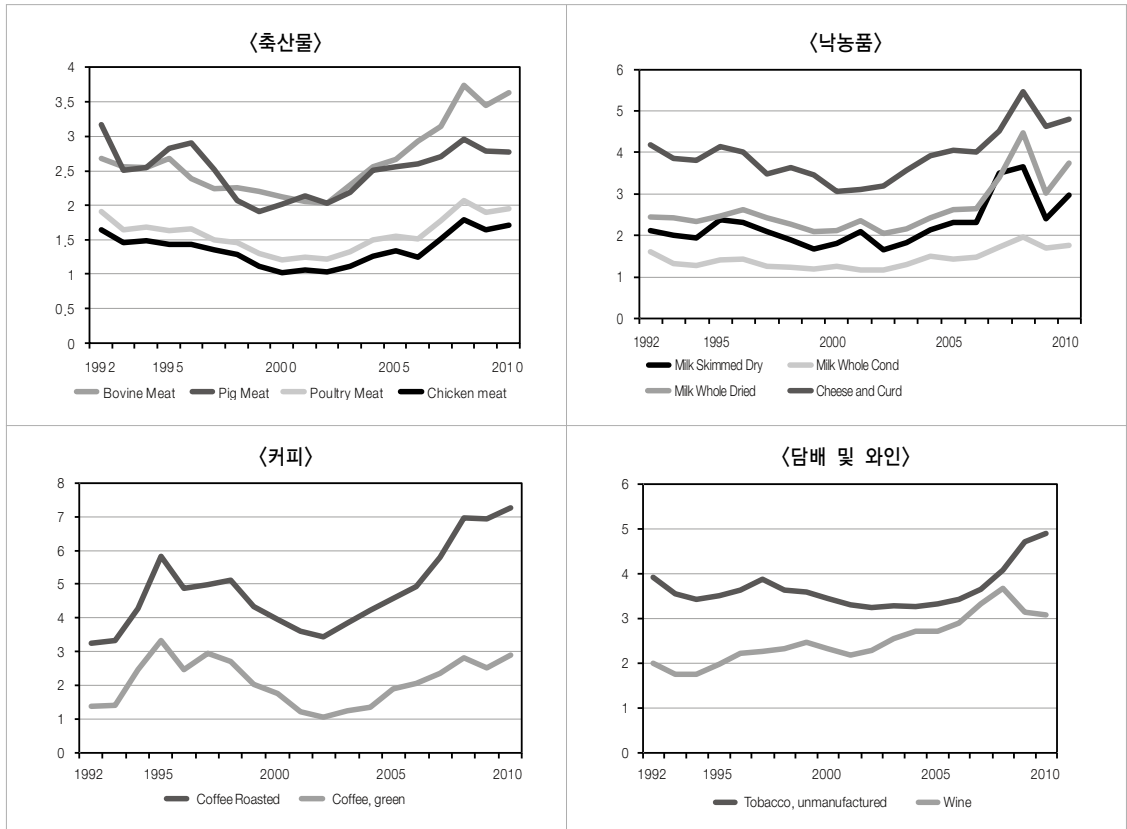 〈축산물〉
4
3.5
3
2.5
2
1.5
1
0.5
0
1992 1995 2000 2005 2010
Bovine Meat Pig Meat Poultry Meat Chicken meat
〈낙농품〉
6
5
4
3
2
1
0
1992 1995 2000 2005 2010
Milk Skimmed Dry Milk Whole Cond
Milk Whole Dried Cheese and Curd
〈커피〉
8
7
6
5
4
3
2
1
0
1992 1995 2000 2005 2010
Coffee Roasted Coffee, green
〈담배 및 와인〉
6
5
4
3
2
1
0
1992 1995 2000 2005 2010
Tobacco, unmanufactured Wine